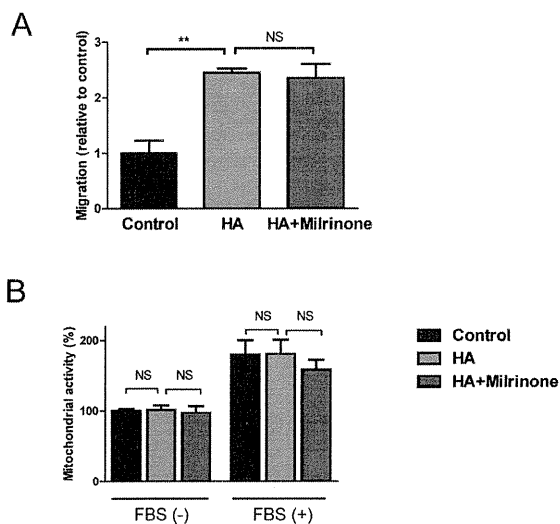 A
Migration (relative to control)
3
2
1
0
**
NS
Control
HA
HA+Milrinone
B
Mitochondrial activity (%)
200
100
0
NS
NS
NS
NS
FBS (-)
FBS (+)
Control
HA
HA+Milrinone